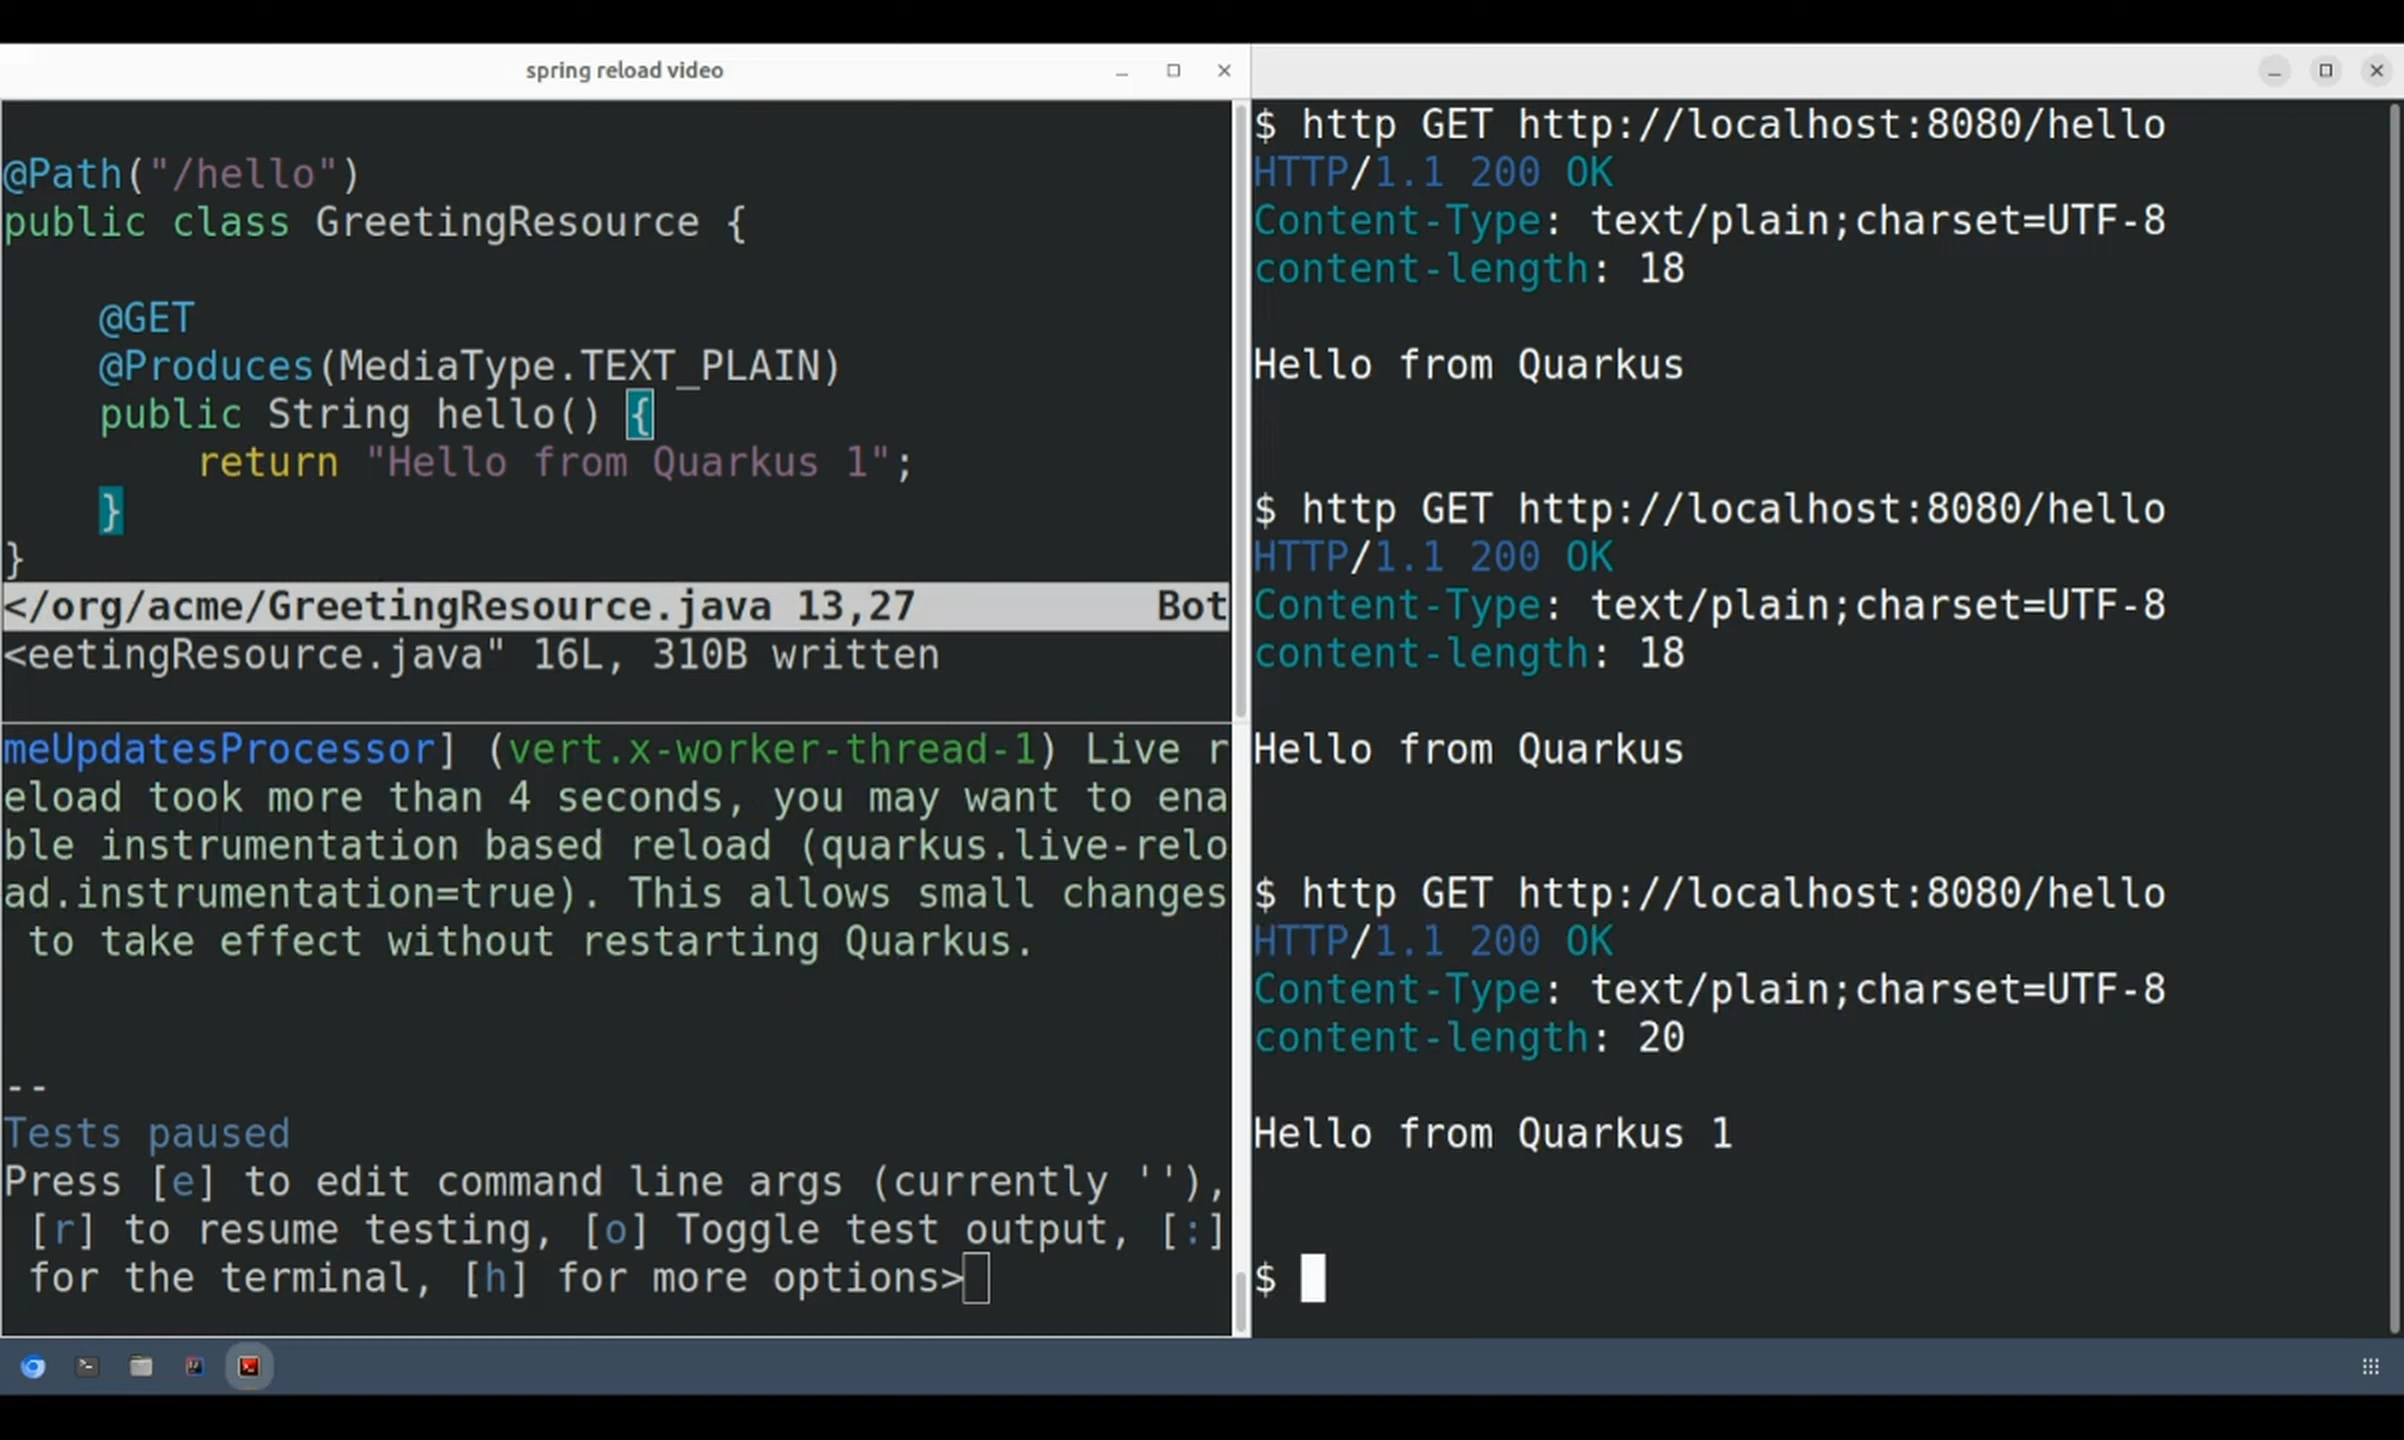 spring reload video
@Path("/hello")
public class GreetingResource {
@GET
@Produces(MediaType.TEXT_PLAIN)
public String hello() {
return "Hello from Quarkus 1";
}
}
</org/acme/GreetingResource.java 13,27 Bot
<eetingResource.java" 16L, 310B written
meUpdatesProcessor] (vert.x-worker-thread-1) Live r
eload took more than 4 seconds, you may want to ena
ble instrumentation based reload (quarkus.live-relo
ad.instrumentation=true). This allows small changes
to take effect without restarting Quarkus.
--
Tests paused
Press [e] to edit command line args (currently ''),
[r] to resume testing, [o] Toggle test output, [:]
for the terminal, [h] for more options>
$ http GET http://localhost:8080/hello
HTTP/1.1 200 OK
Content-Type: text/plain;charset=UTF-8
content-length: 18
Hello from Quarkus
$ http GET http://localhost:8080/hello
HTTP/1.1 200 OK
Content-Type: text/plain;charset=UTF-8
content-length: 18
Hello from Quarkus
$ http GET http://localhost:8080/hello
HTTP/1.1 200 OK
Content-Type: text/plain;charset=UTF-8
content-length: 20
Hello from Quarkus 1
$